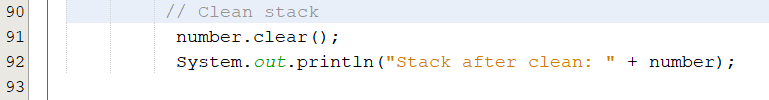 90 // Clean stack
91 number.clear();
92 System.out.println("Stack after clean: " + number);
93